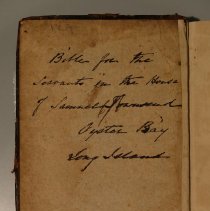 Bible for the
Servants in the House
of Samuel Townsend
Oyster Bay
Long Island